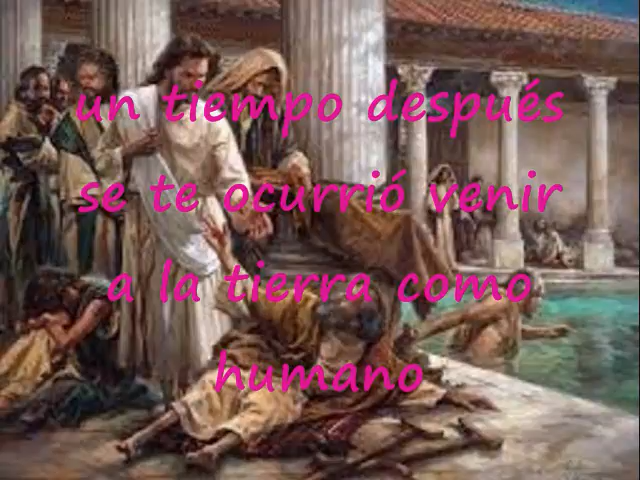 un tiempo después
se te ocurrió venir
a la tierra como
humano